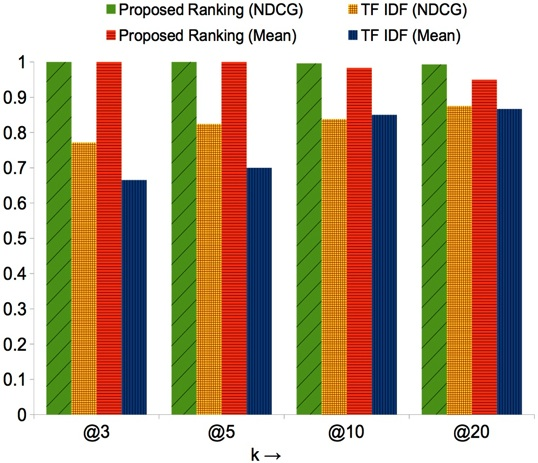 Proposed Ranking (NDCG) TF IDF (NDCG)
Proposed Ranking (Mean) TF IDF (Mean)
1
0.9
0.8
0.7
0.6
0.5
0.4
0.3
0.2
0.1
0
@3 @5 @10 @20
k →